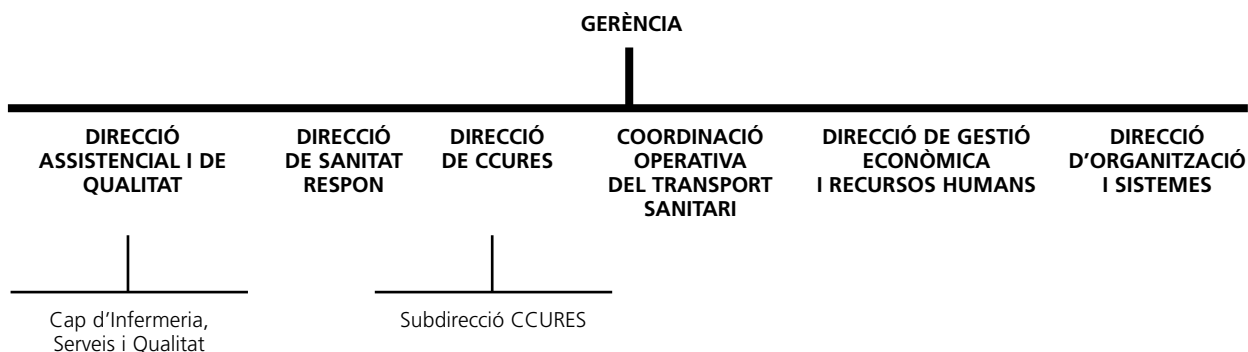 GERÈNCIA
DIRECCIÓ
ASSISTENCIAL I DE
QUALITAT
DIRECCIÓ
DE SANITAT
RESPON
DIRECCIÓ
DE CCURES
COORDINACIÓ
OPERATIVA
DEL TRANSPORT
SANITARI
DIRECCIÓ DE GESTIÓ
ECONÒMICA
I RECURSOS HUMANS
DIRECCIÓ
D'ORGANITZACIÓ
I SISTEMES
Cap d'Infermeria,
Serveis i Qualitat
Subdirecció CCURES